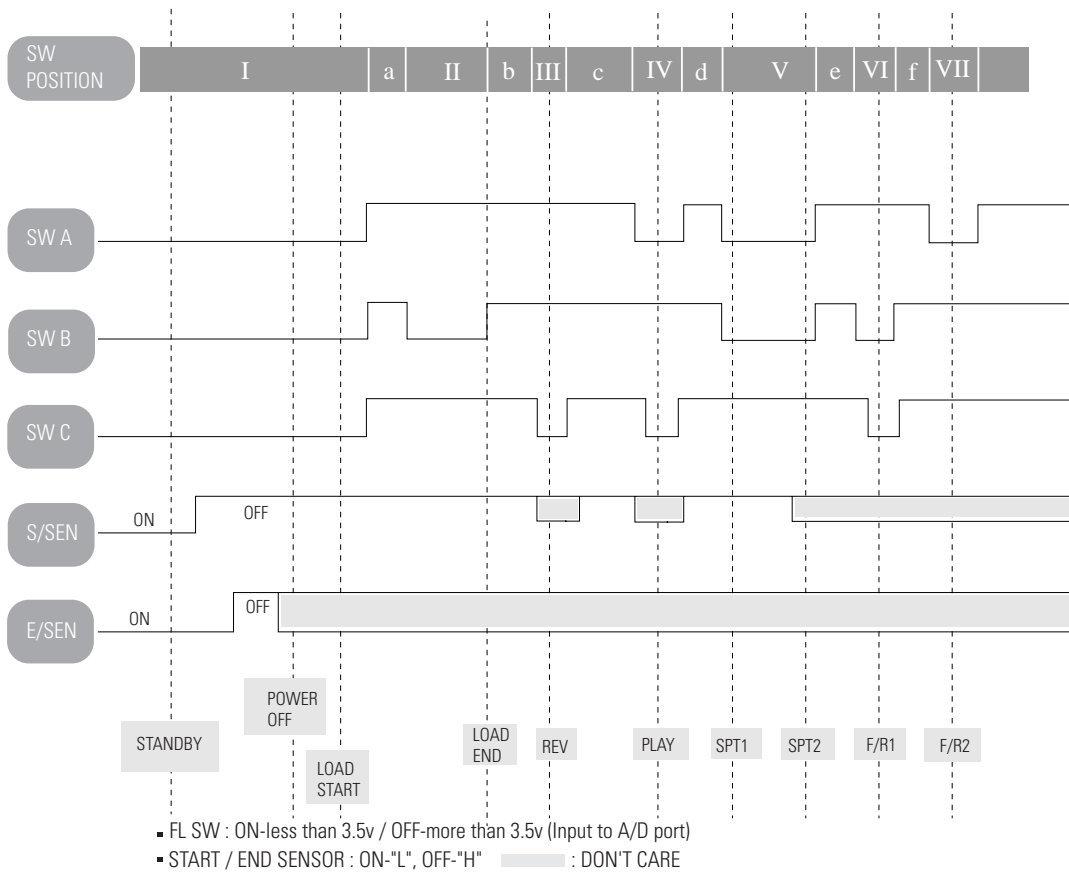 SW
POSITION
I a II b III c IV d V e VI f VII
SW A
SW B
SW C
S/SEN
ON
OFF
E/SEN
ON
OFF
POWER
OFF
STANDBY
LOAD
START
LOAD
END
REV
PLAY
SPT1
SPT2
F/R1
F/R2
▪ FL SW : ON-less than 3.5v / OFF-more than 3.5v (Input to A/D port)
▪ START / END SENSOR : ON-"L", OFF-"H" : DON'T CARE